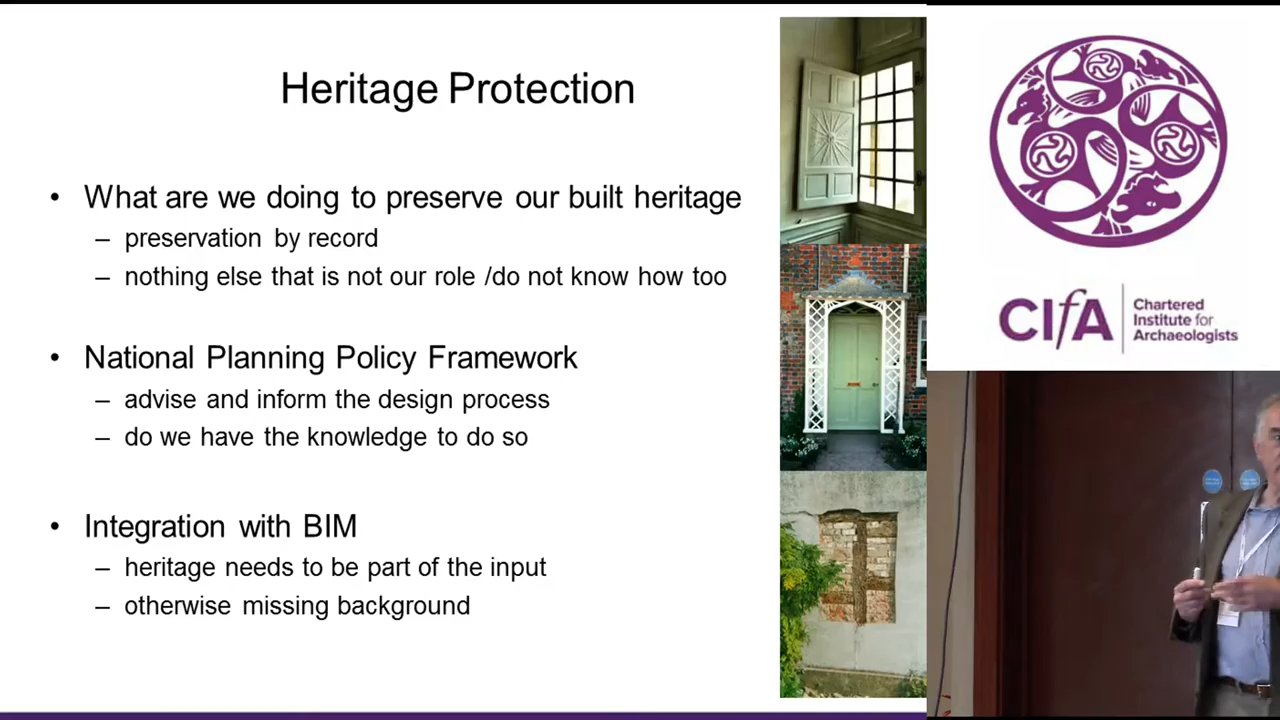 Heritage Protection
• What are we doing to preserve our built heritage
– preservation by record
– nothing else that is not our role /do not know how too
• National Planning Policy Framework
– advise and inform the design process
– do we have the knowledge to do so
• Integration with BIM
– heritage needs to be part of the input
– otherwise missing background
CIfA
Chartered
Institute for
Archaeologists